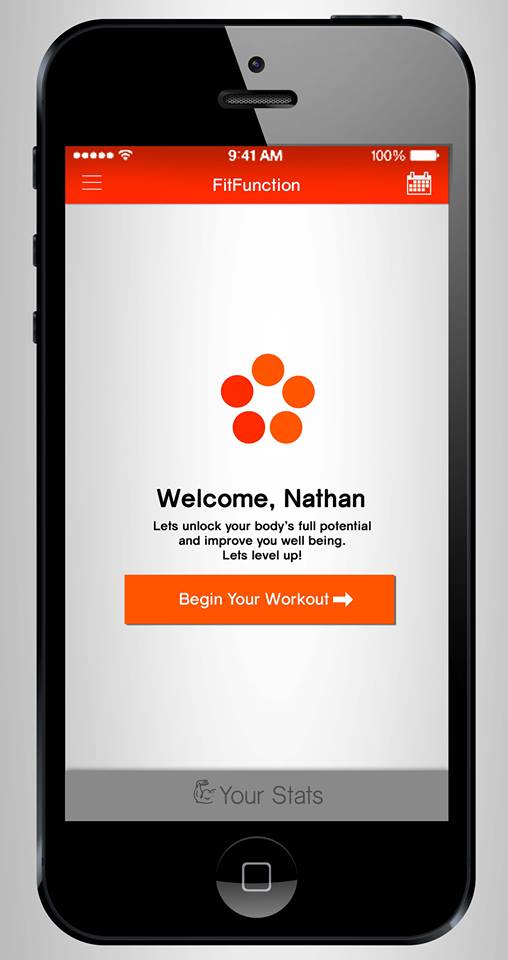 9:41 AM 100%
FitFunction
Welcome, Nathan
Lets unlock your body's full potential
and improve you well being.
Lets level up!
Begin Your Workout
Your Stats